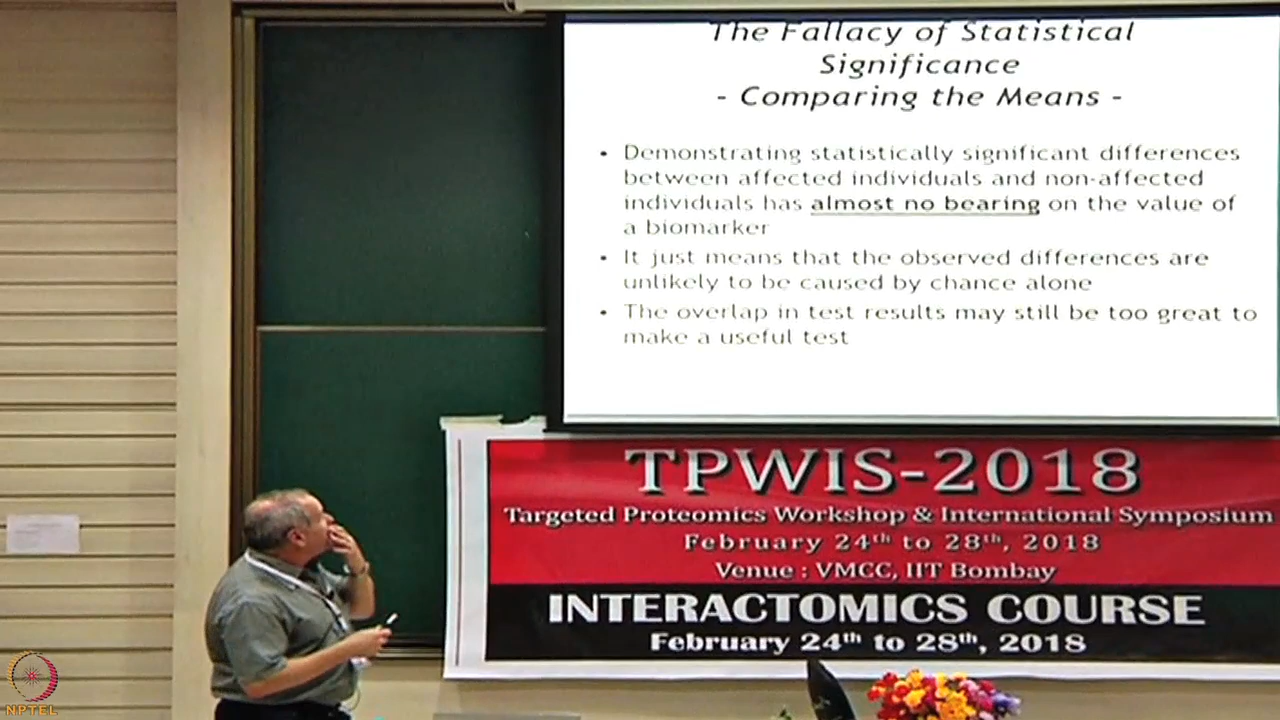 The Fallacy of Statistical
Significance
- Comparing the Means -
• Demonstrating statistically significant differences
between affected individuals and non-affected
individuals has almost no bearing on the value of
a biomarker
• It just means that the observed differences are
unlikely to be caused by chance alone
• The overlap in test results may still be too great to
make a useful test
TPWIS-2018
Targeted Proteomics Workshop & International Symposium
February 24th to 28th, 2018
Venue : VMCC, IIT Bombay
INTERACTOMICS COURSE
February 24th to 28th, 2018
NPTEL